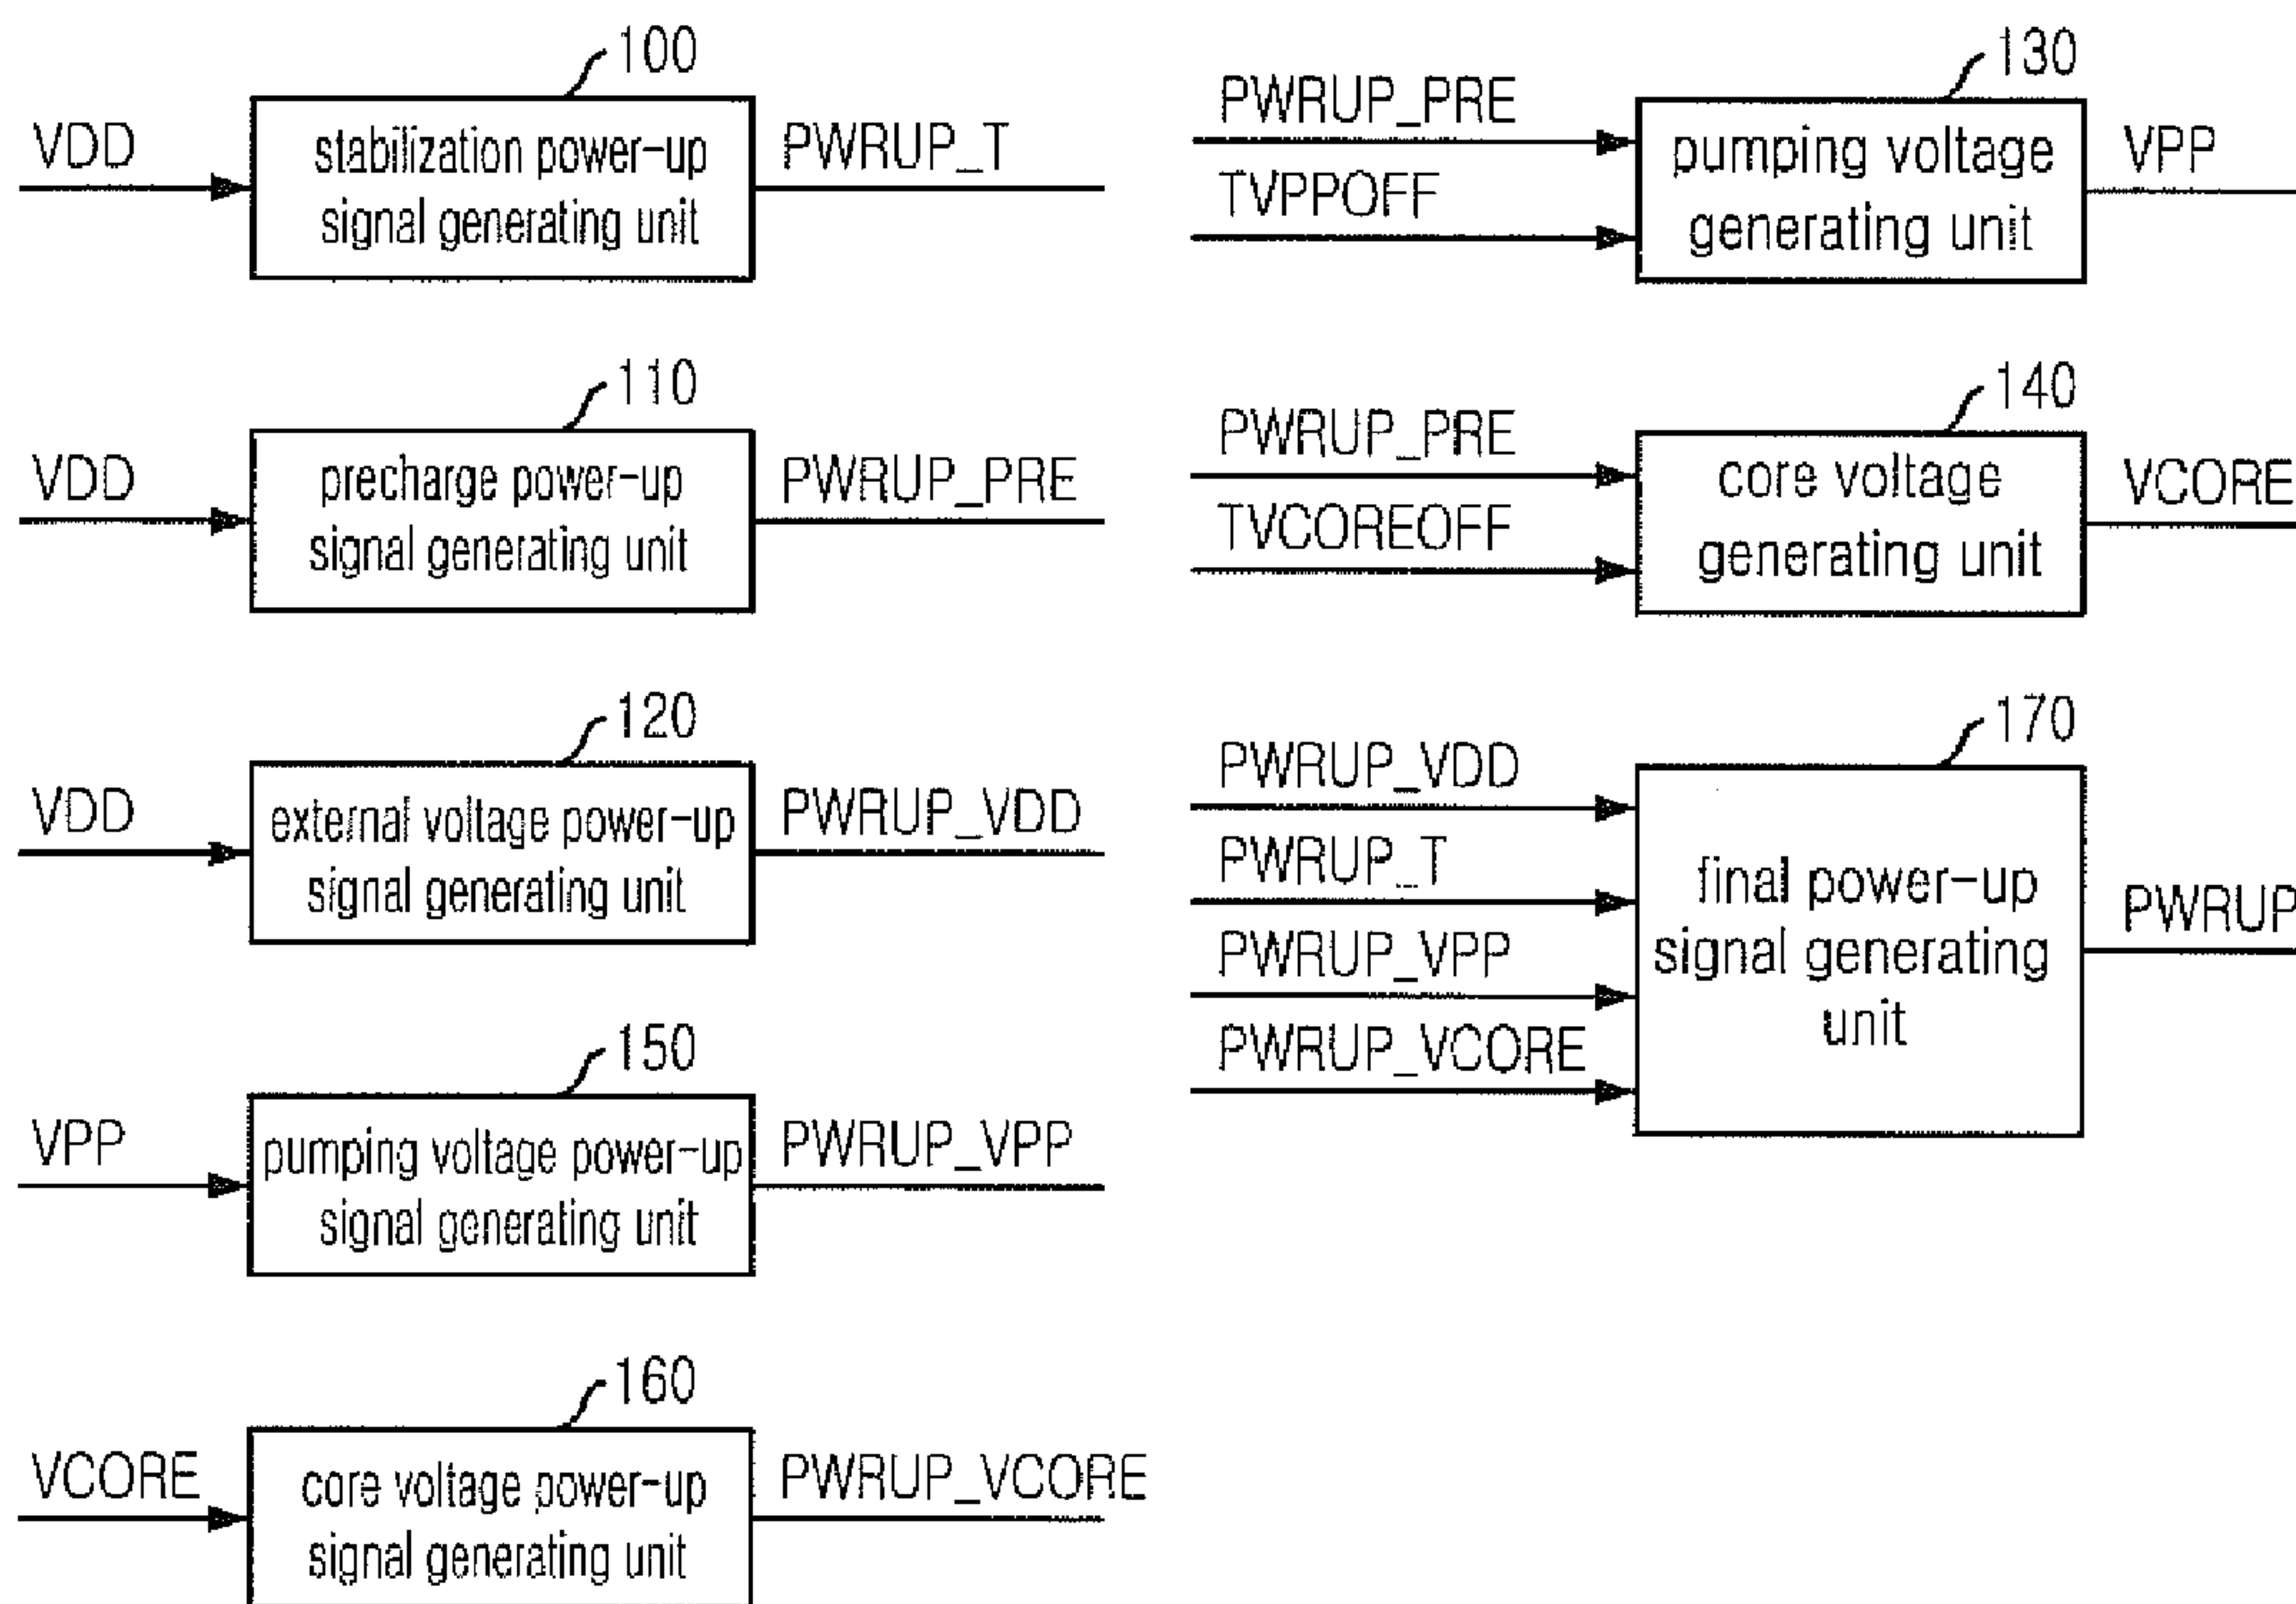 100
VDD
stabilization power-up
signal generating unit
PWRUP_T
110
VDD
precharge power-up
signal generating unit
PWRUP_PRE
120
VDD
external voltage power-up
signal generating unit
PWRUP_VDD
150
VPP
pumping voltage power-up
signal generating unit
PWRUP_VPP
160
VCORE
core voltage power-up
signal generating unit
PWRUP_VCORE
130
PWRUP_PRE
TVPPOFF
pumping voltage
generating unit
VPP
140
PWRUP_PRE
TVCOREOFF
core voltage
generating unit
VCORE
170
PWRUP_VDD
PWRUP_T
PWRUP_VPP
PWRUP_VCORE
final power-up
signal generating
unit
PWRUP